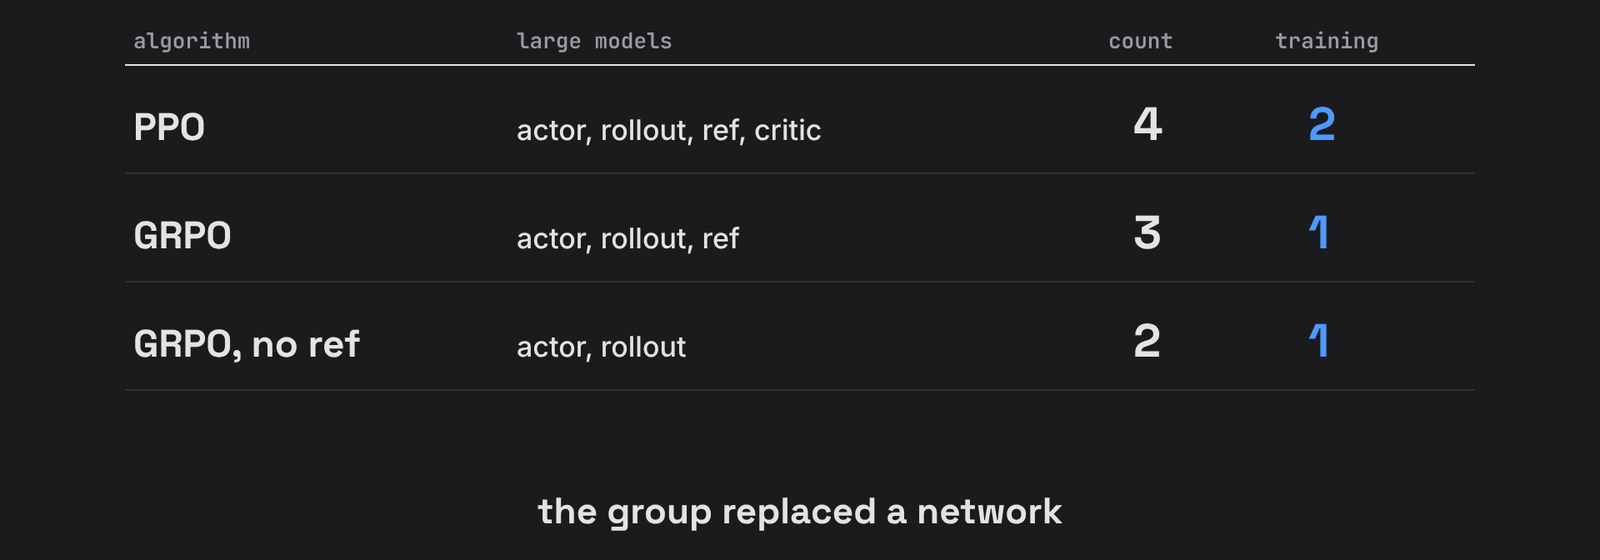 algorithm large models count training
PPO actor, rollout, ref, critic 4 2
GRPO actor, rollout, ref 3 1
GRPO, no ref actor, rollout 2 1
the group replaced a network